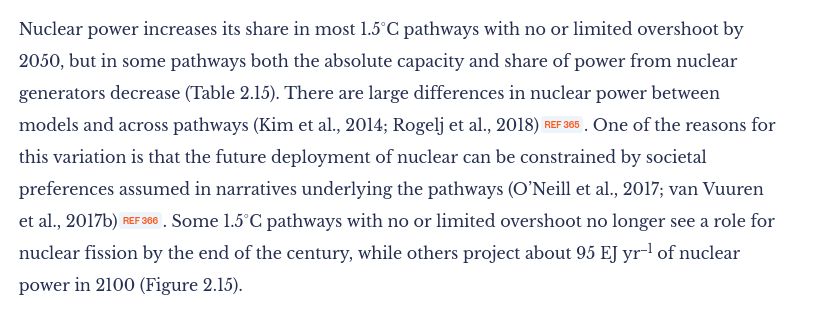 Nuclear power increases its share in most 1.5°C pathways with no or limited overshoot by
2050, but in some pathways both the absolute capacity and share of power from nuclear
generators decrease (Table 2.15). There are large differences in nuclear power between
models and across pathways (Kim et al., 2014; Rogelj et al., 2018) REF 365 . One of the reasons for
this variation is that the future deployment of nuclear can be constrained by societal
preferences assumed in narratives underlying the pathways (O’Neill et al., 2017; van Vuuren
et al., 2017b) REF 366 . Some 1.5°C pathways with no or limited overshoot no longer see a role for
nuclear fission by the end of the century, while others project about 95 EJ yr⁻¹ of nuclear
power in 2100 (Figure 2.15).